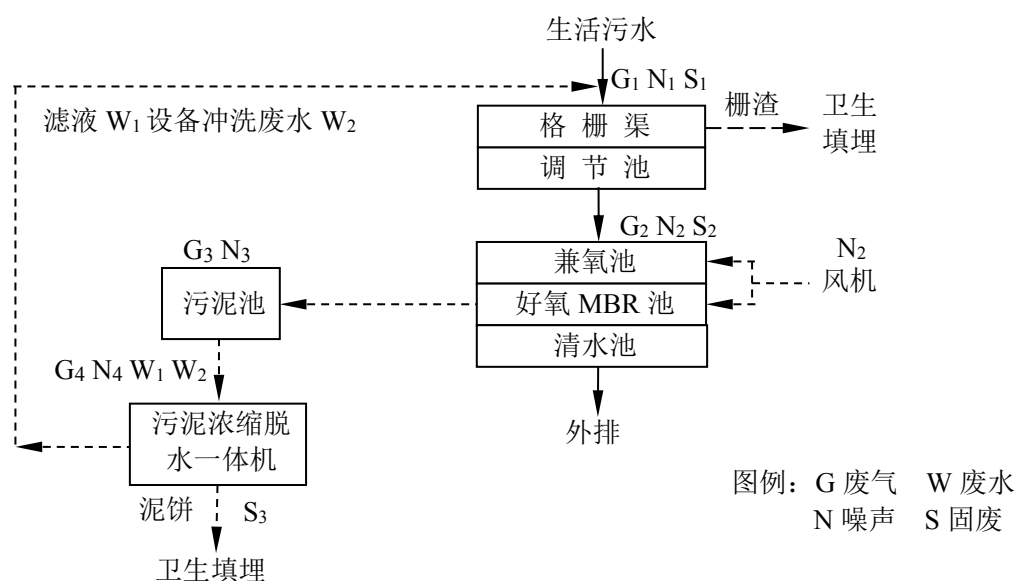 生活污水
G₁ N₁ S₁
滤液 W₁ 设备冲洗废水 W₂
格 栅 渠
栅渣
卫生
填埋
调 节 池
G₂ N₂ S₂
G₃ N₃
兼氧池
N₂
风机
污泥池
好氧 MBR 池
清水池
G₄ N₄ W₁ W₂
污泥浓缩脱
水一体机
外排
泥饼 S₃
卫生填埋
图例：G 废气 W 废水
N 噪声 S 固废